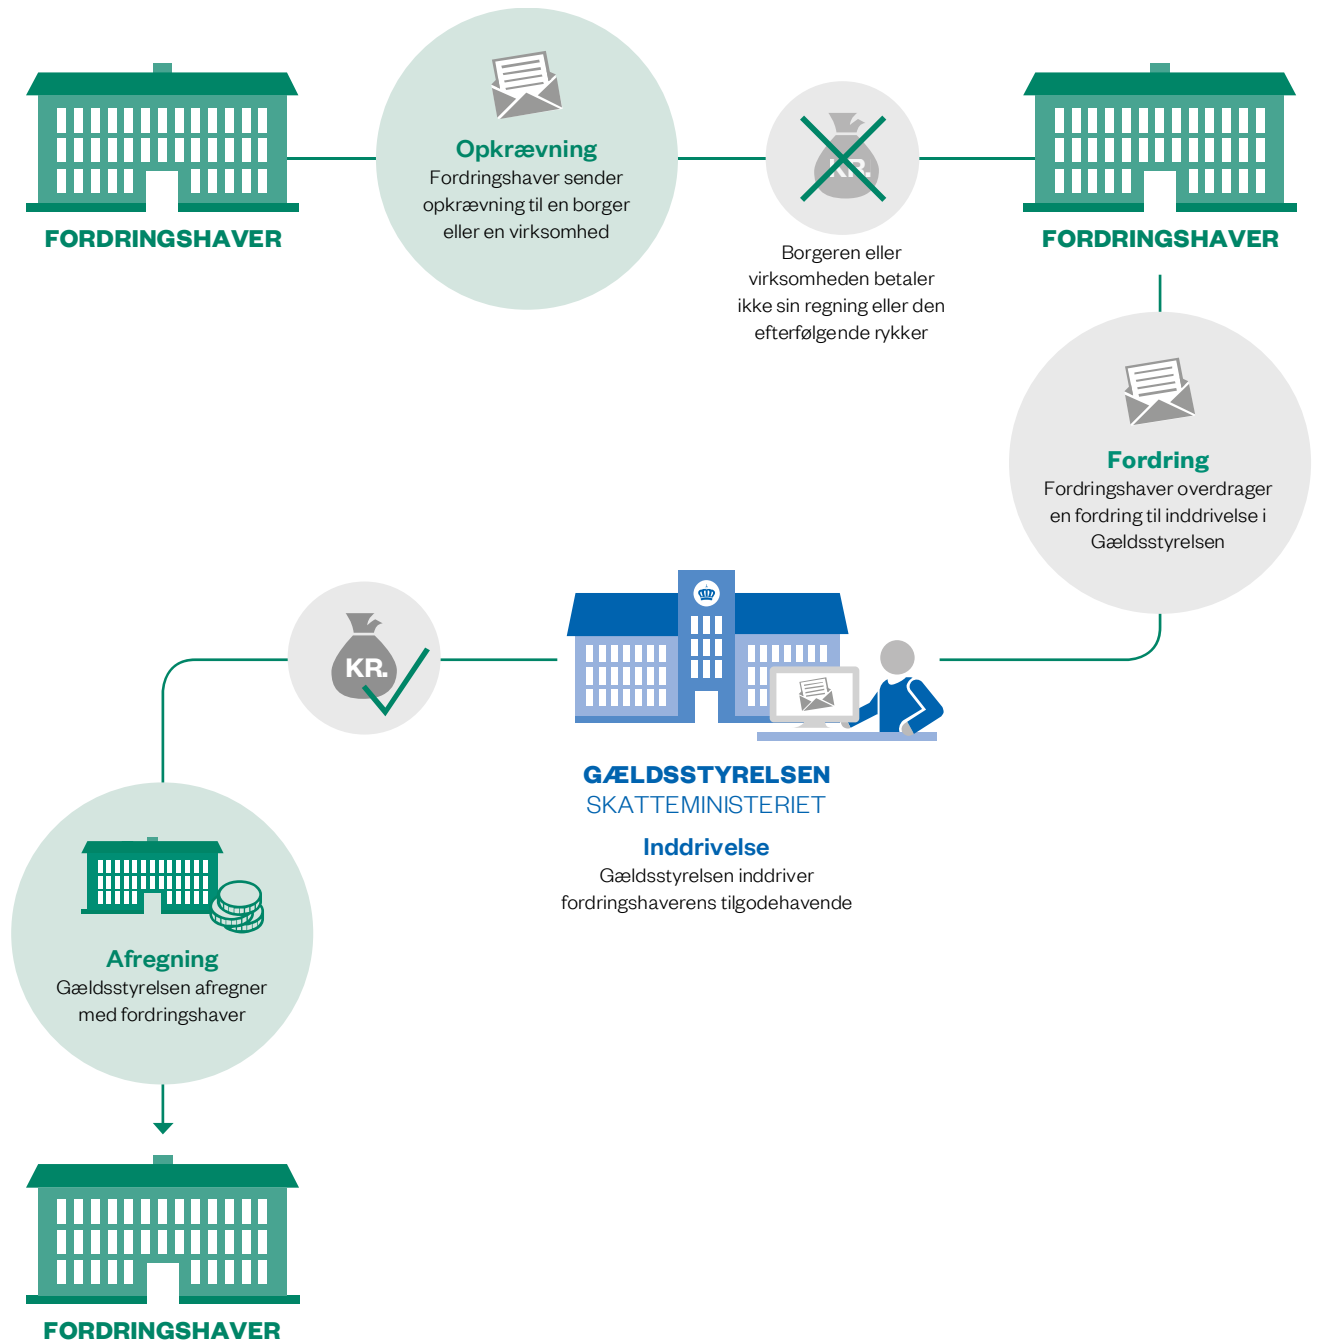 FORDRINGSHAVER
Opkrævning
Fordringshaver sender
opkrævning til en borger
eller en virksomhed
KR.
Borgeren eller
virksomheden betaler
ikke sin regning eller den
efterfølgende rykker
FORDRINGSHAVER
Fordring
Fordringshaver overdrager
en fordring til inddrivelse i
Gældsstyrelsen
GÆLDSSTYRELSEN
SKATTEMINISTERIET
Inddrivelse
Gældsstyrelsen inddriver
fordringshaverens tilgodehavende
KR.
Afregning
Gældsstyrelsen afregner
med fordringshaver
FORDRINGSHAVER